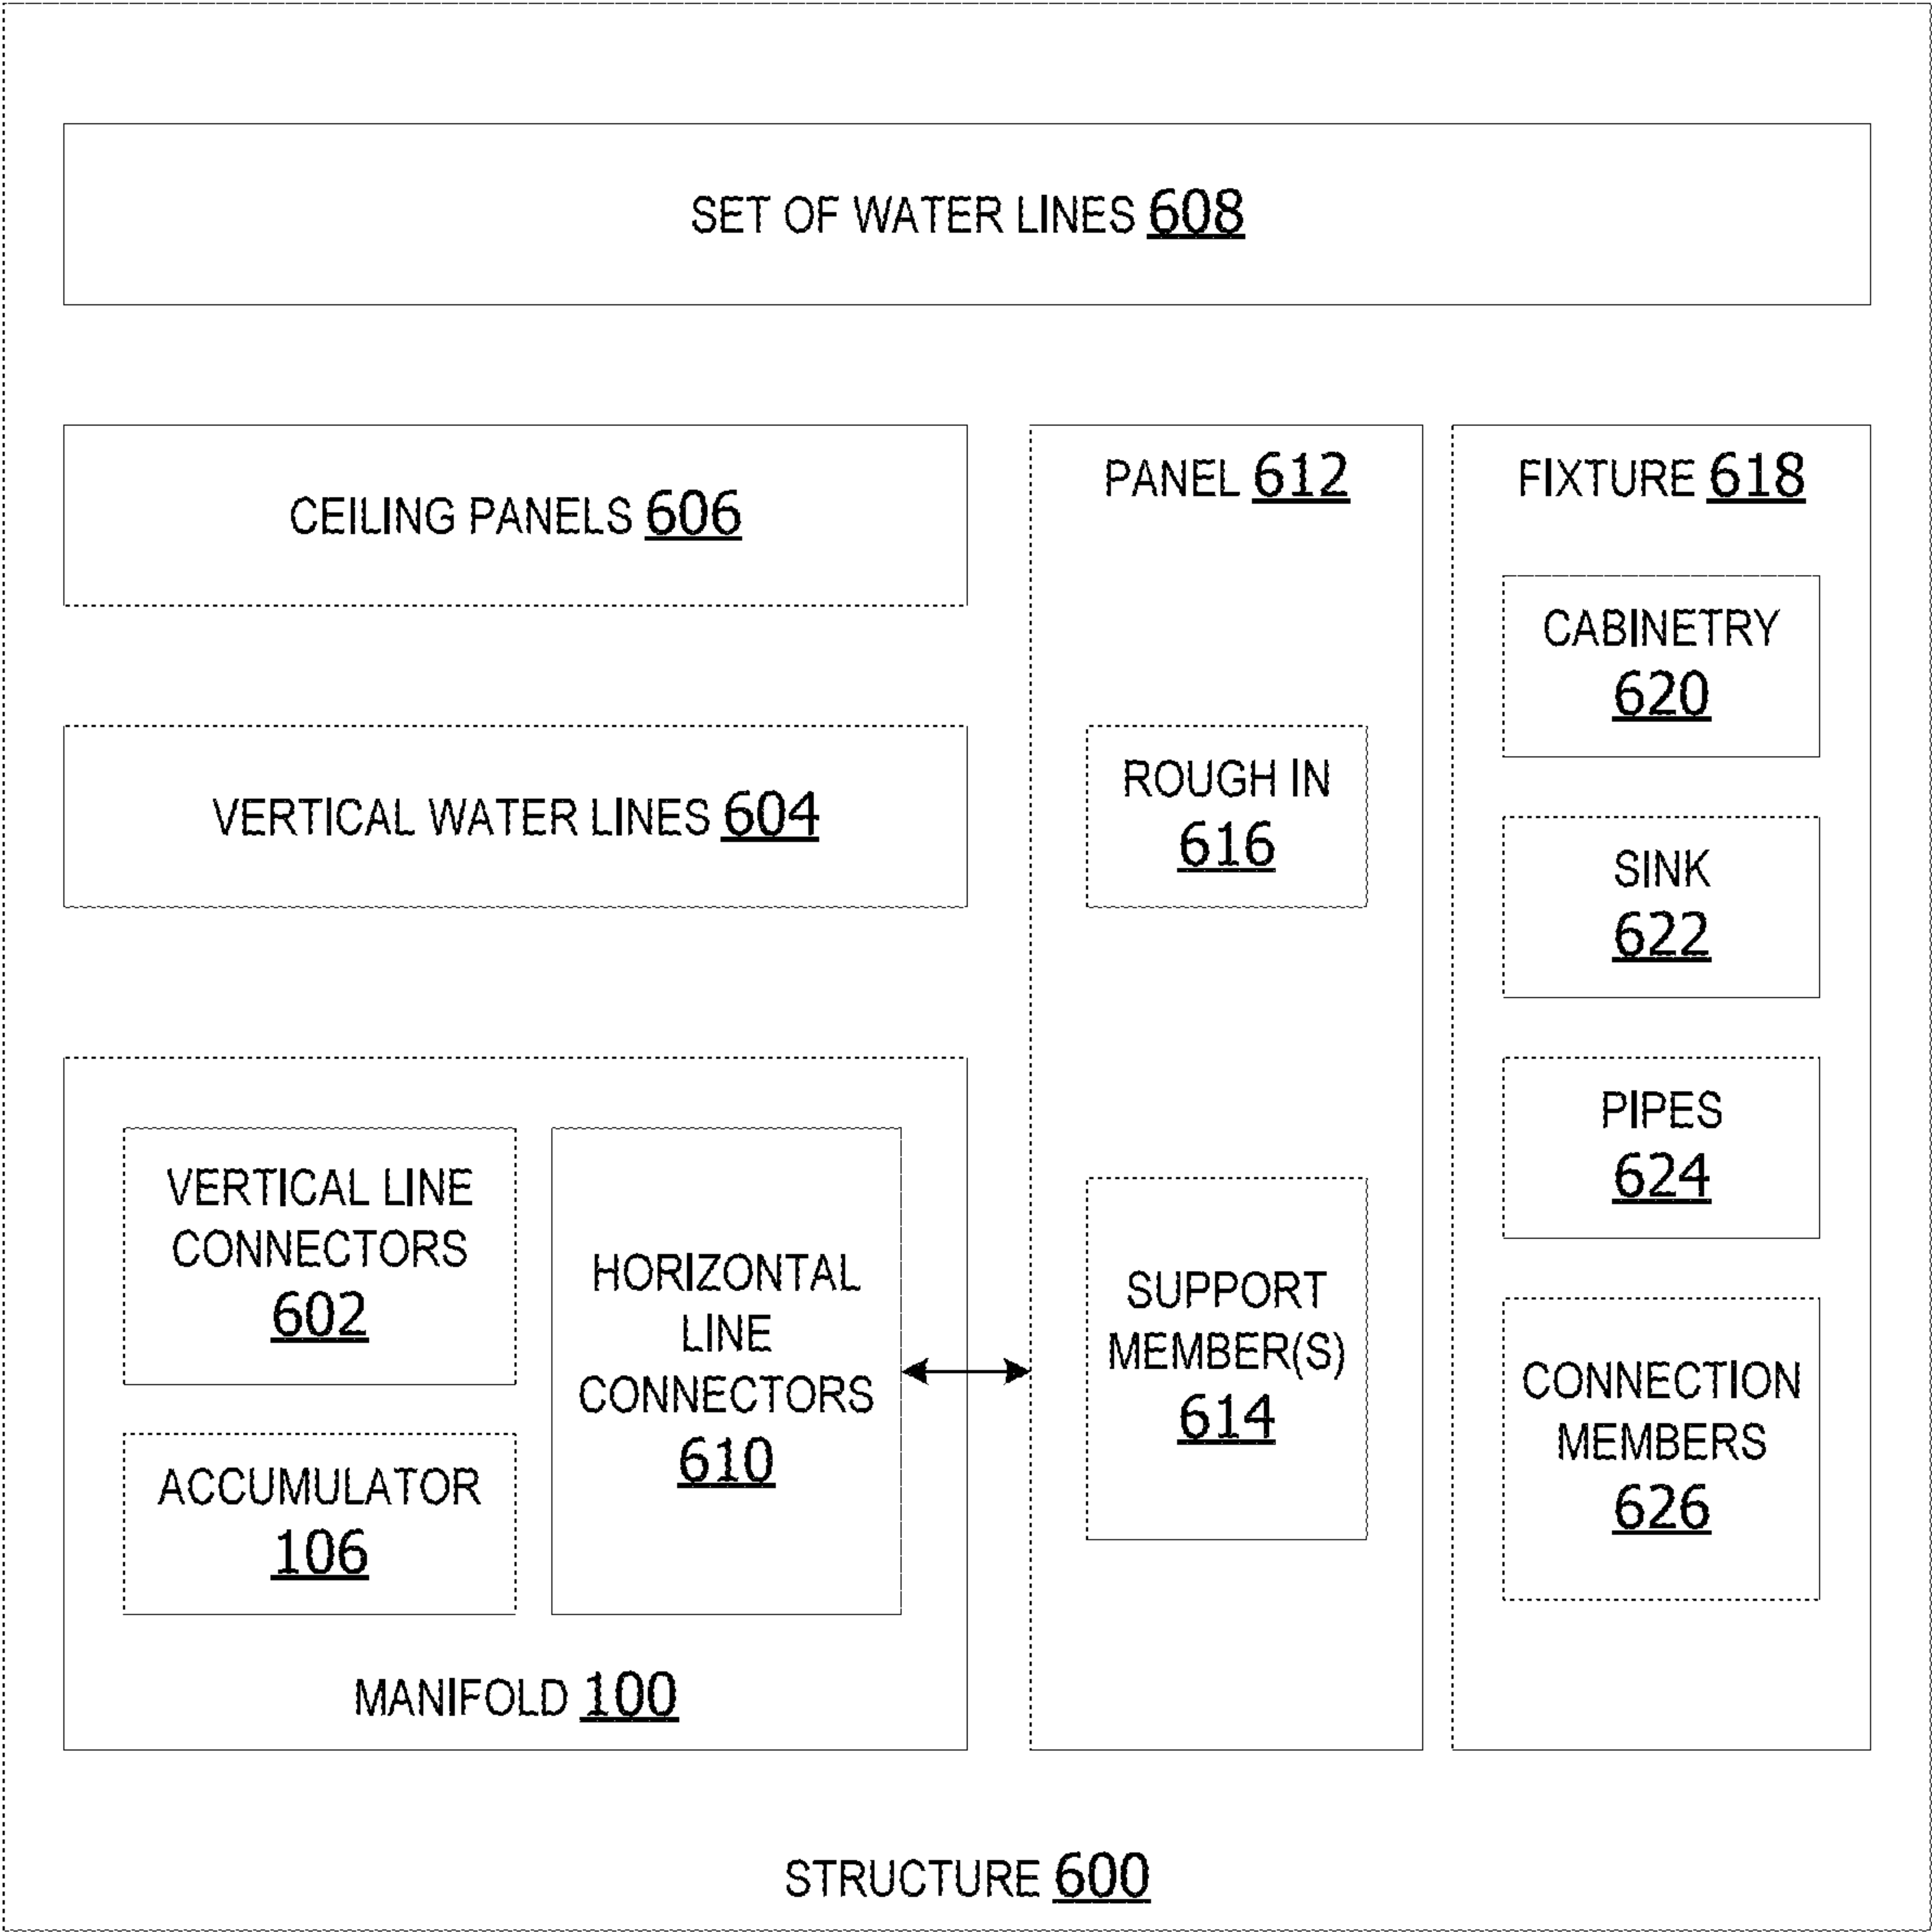 SET OF WATER LINES 608
CEILING PANELS 606
VERTICAL WATER LINES 604
VERTICAL LINE
CONNECTORS
602
ACCUMULATOR
106
HORIZONTAL
LINE
CONNECTORS
610
MANIFOLD 100
PANEL 612
ROUGH IN
616
SUPPORT
MEMBER(S)
614
FIXTURE 618
CABINETRY
620
SINK
622
PIPES
624
CONNECTION
MEMBERS
626
STRUCTURE 600